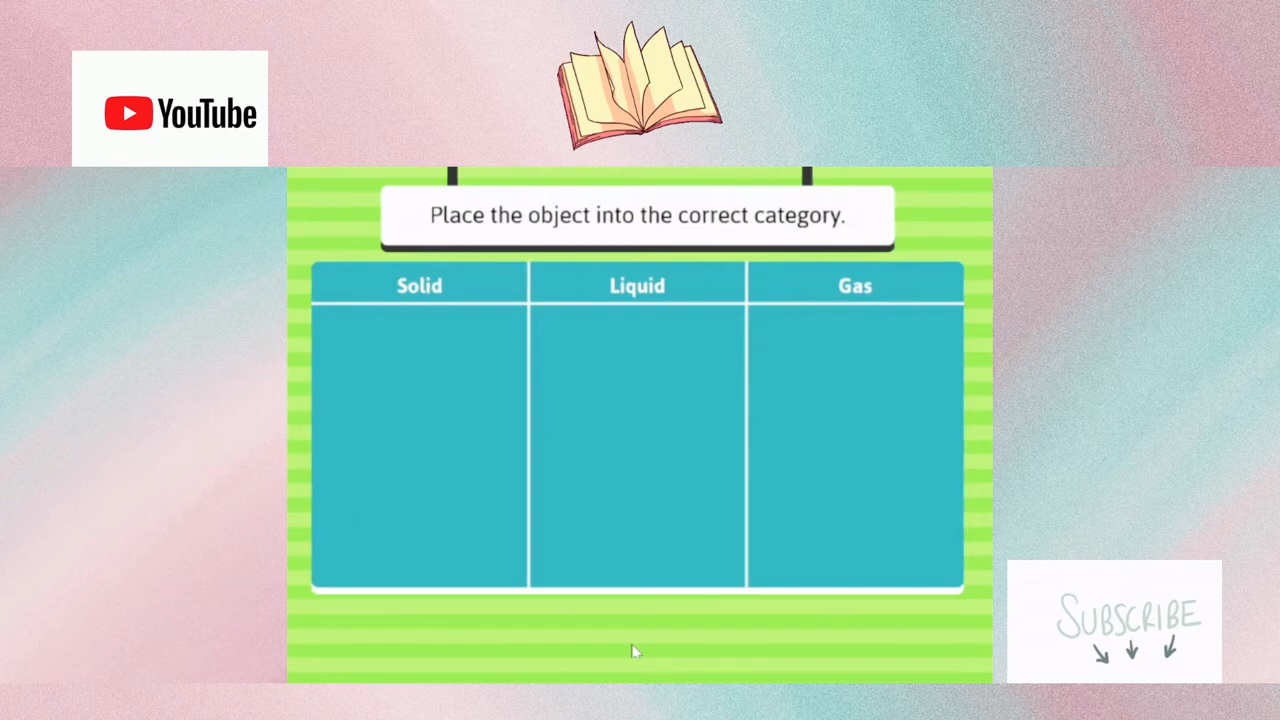 YouTube
Place the object into the correct category.
Solid
Liquid
Gas
SUBSCRIBE